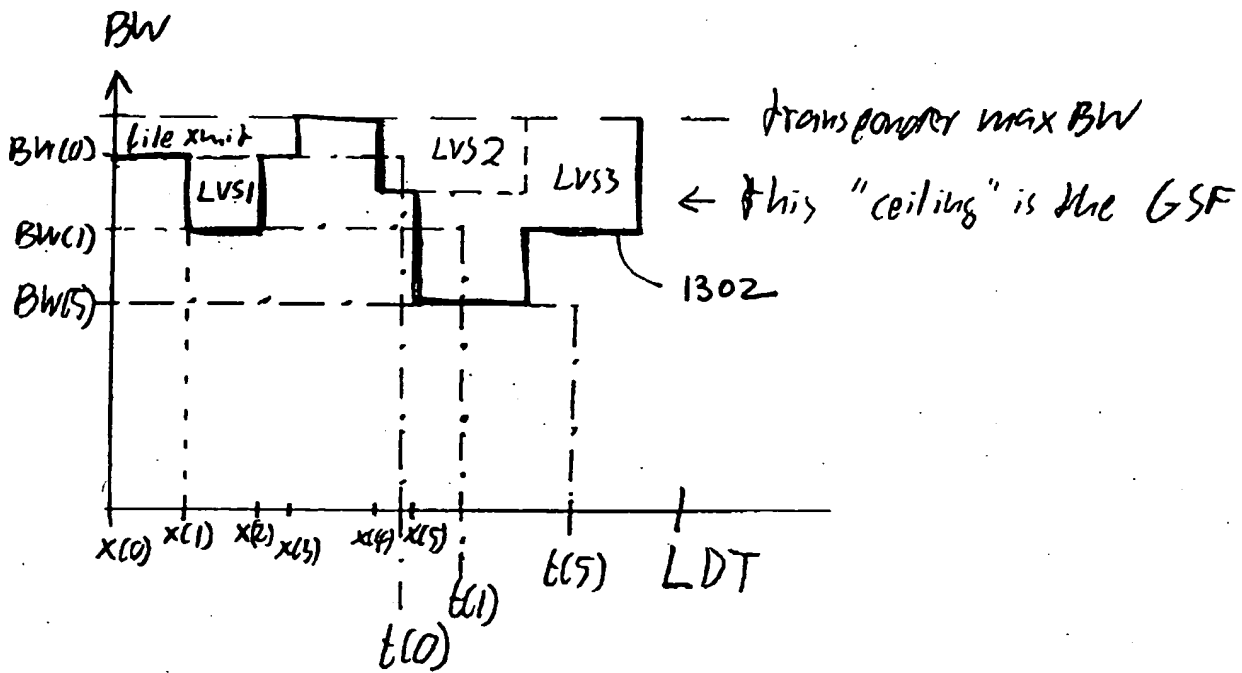 BW
transponder max BW
file xmit
BW(0)
LVS1
LVS2
LVS3
← this "ceiling" is the GSF
BW(1)
1302
BW(5)
x(0)
x(1)
x(2)
x(3)
x(4)
x(5)
t(0)
t(1)
t(5)
LDT